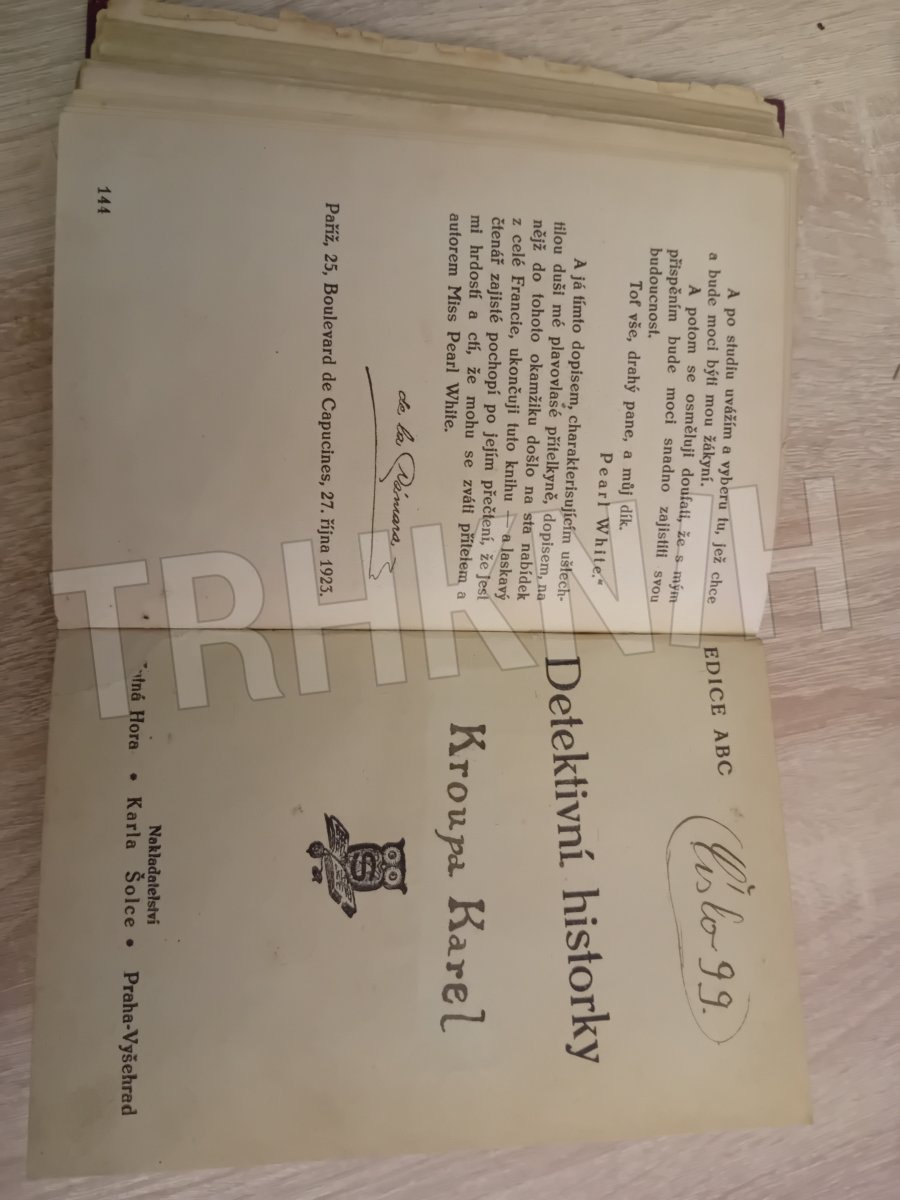 A po studiu uvážím a vyberu tu, jež chce
a bude moci býti mou žákyní.
A potom se osměluji doufati, že s mým
přispěním bude moci snadno zajistiti svou
budoucnost.
Toť vše, drahý pane, a můj dík.
Pearl White."
A já tímto dopisem, charakterisujícím ušlech-
tilou duši mé plavovlasé přítelkyně, dopisem, na
nějž do tohoto okamžiku došlo na sta nabídek
z celé Francie, ukončuji tuto knihu — a laskavý
čtenář zajisté pochopí po jejím přečtení, že jest
mi hrdostí a ctí, že mohu se zváti přítelem a
autorem Miss Pearl White.
de la
Paříž, 25, Boulevard de Capucines, 27. října 1923.
144
EDICE ABC
Číslo 99.
Detektivní historky
Kroupa Karel
S
Nakladatelství
Hora • Karla Šolce • Praha-Vyšehrad
TRHKNIH